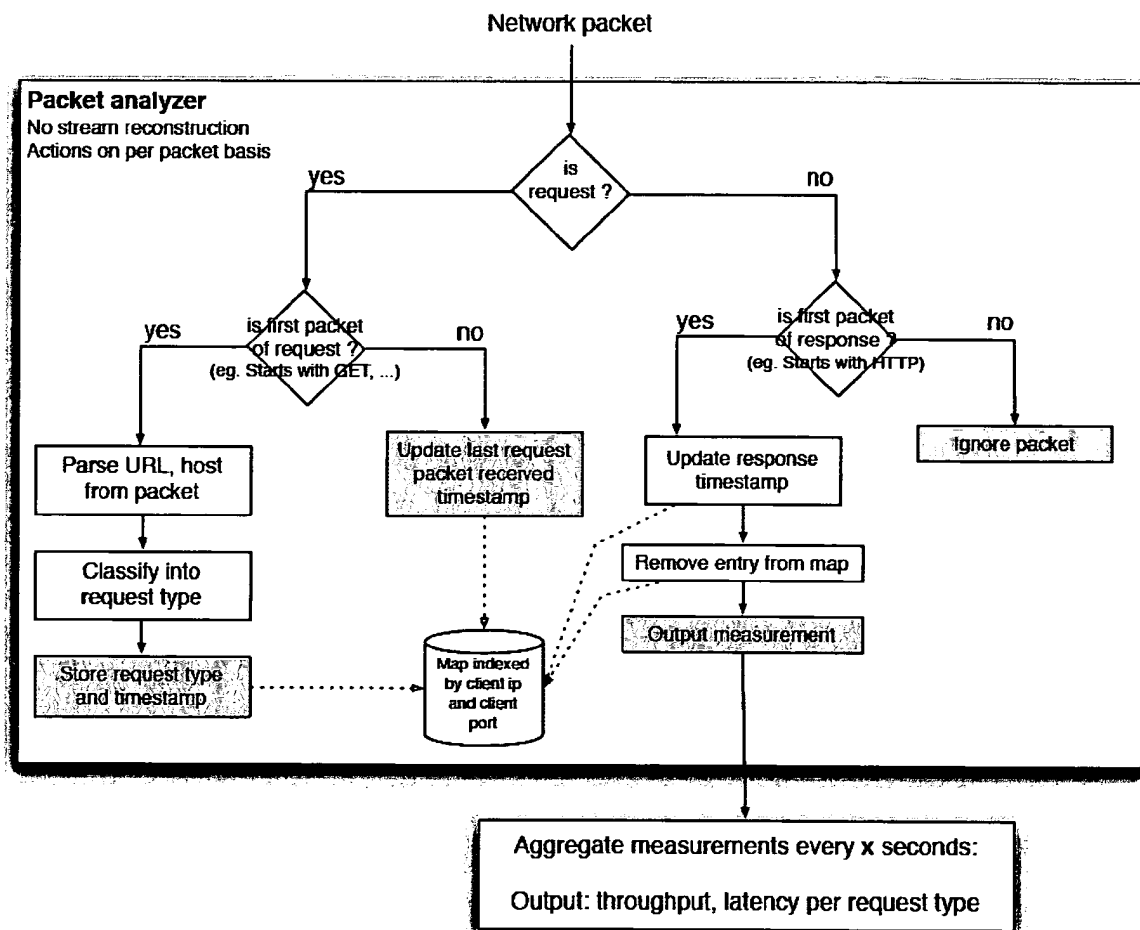 Network packet
Packet analyzer
No stream reconstruction
Actions on per packet basis
is
request ?
yes
no
is first packet
of request ?
(eg. Starts with GET, ...)
yes
no
is first packet
of response ?
(eg. Starts with HTTP)
yes
no
Parse URL, host
from packet
Classify into
request type
Store request type
and timestamp
Update last request
packet received
timestamp
Map indexed
by client ip
and client
port
Update response
timestamp
Remove entry from map
Output measurement
Ignore packet
Aggregate measurements every x seconds:
Output: throughput, latency per request type